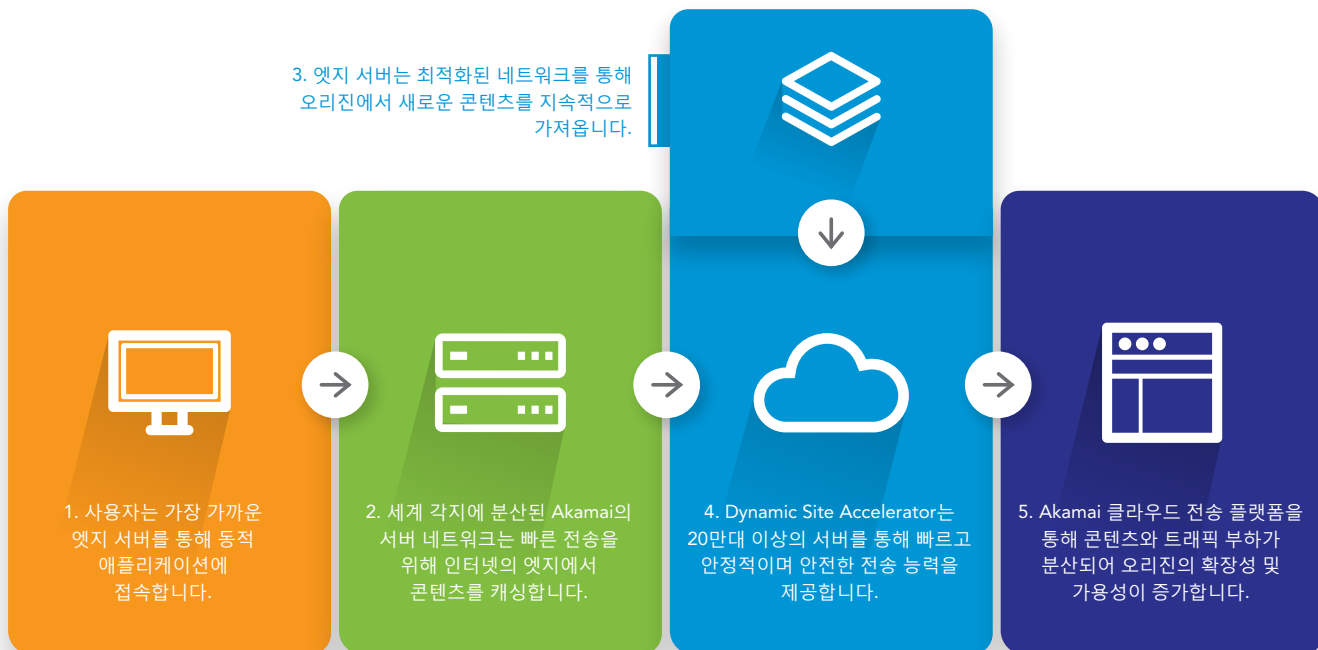 3. 엣지 서버는 최적화된 네트워크를 통해
오리진에서 새로운 콘텐츠를 지속적으로
가져옵니다.
1. 사용자는 가장 가까운
엣지 서버를 통해 동적
애플리케이션에
접속합니다.
2. 세계 각지에 분산된 Akamai의
서버 네트워크는 빠른 전송을
위해 인터넷의 엣지에서
콘텐츠를 캐싱합니다.
4. Dynamic Site Accelerator는
20만대 이상의 서버를 통해 빠르고
안정적이며 안전한 전송 능력을
제공합니다.
5. Akamai 클라우드 전송 플랫폼을
통해 콘텐츠와 트래픽 부하가
분산되어 오리진의 확장성 및
가용성이 증가합니다.